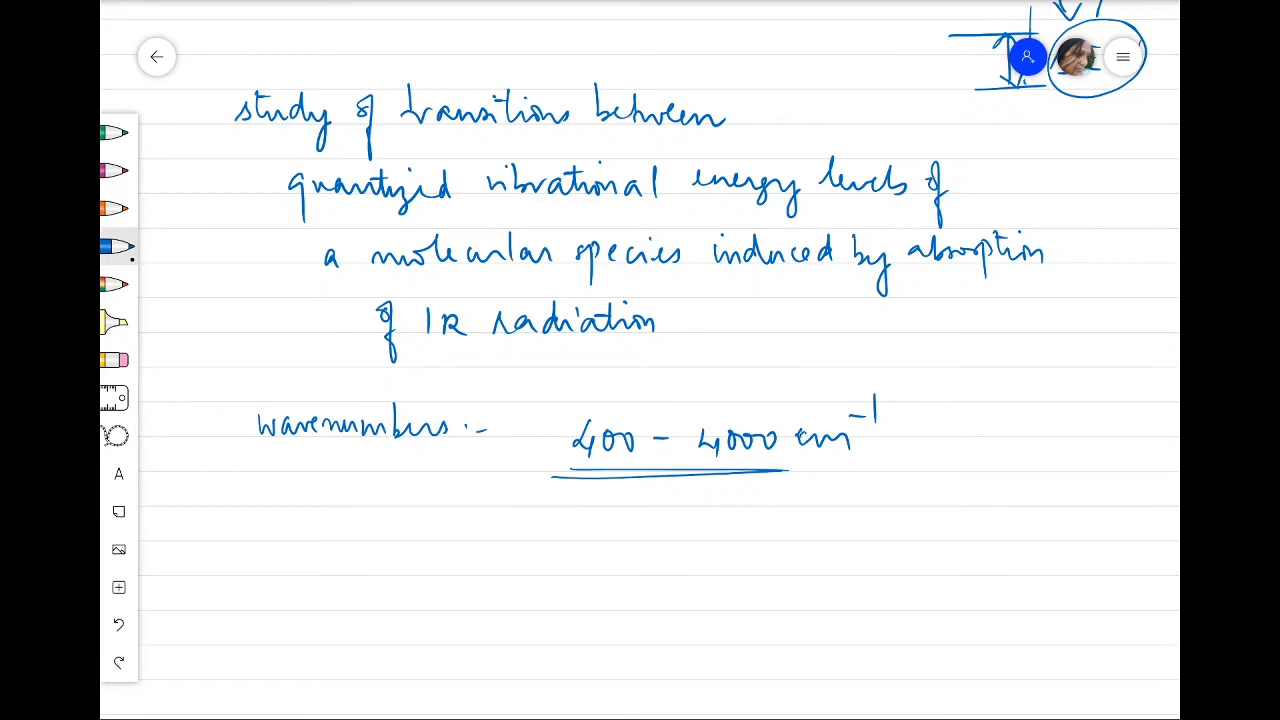 study of transitions between
quantized vibrational energy levels of
a molecular species induced by absorption
of IR radiation
wavenumbers :- 400 - 4000 cm⁻¹
A